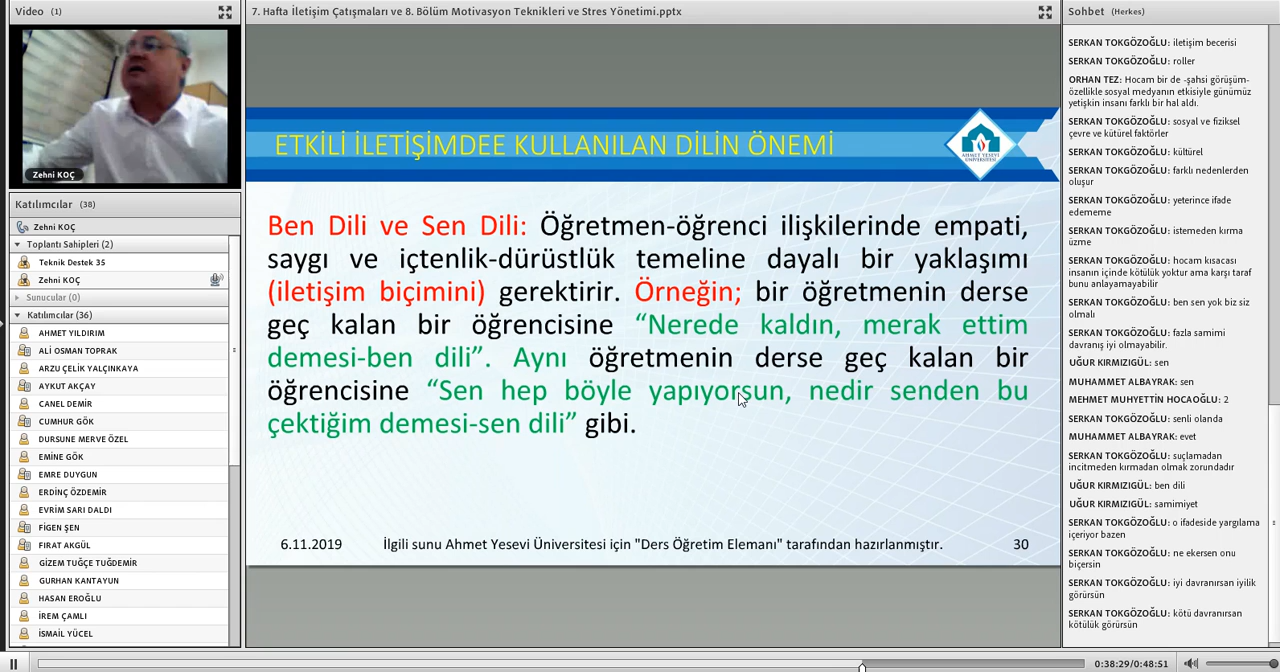 Video (1)
Zehni KOÇ
Katılımcılar (38)
Zehni KOÇ
Toplantı Sahipleri (2)
Teknik Destek 35
Zehni KOÇ
Sunucular (0)
Katılımcılar (36)
AHMET YILDIRIM
ALİ OSMAN TOPRAK
ARZU ÇELİK YALÇINKAYA
AYKUT AKÇAY
CANEL DEMİR
CUMHUR GÖK
DURSUNE MERVE ÖZEL
EMİNE GÖK
EMRE DUYGUN
ERDİNÇ ÖZDEMİR
EVRİM SARI DALDI
FİGEN ŞEN
FIRAT AKGÜL
GİZEM TUĞÇE TUĞDEMİR
GURHAN KANTAYUN
HASAN EROĞLU
İREM ÇAMLI
İSMAİL YÜCEL
7. Hafta İletişim Çatışmaları ve 8. Bölüm Motivasyon Teknikleri ve Stres Yönetimi.pptx
ETKİLİ İLETİŞİMDEE KULLANILAN DİLİN ÖNEMİ
AHMET YESEVİ
ÜNİVERSİTESİ
Ben Dili ve Sen Dili: Öğretmen-öğrenci ilişkilerinde empati,
saygı ve içtenlik-dürüstlük temeline dayalı bir yaklaşımı
(iletişim biçimini) gerektirir. Örneğin; bir öğretmenin derse
geç kalan bir öğrencisine “Nerede kaldın, merak ettim
demesi-ben dili”. Aynı öğretmenin derse geç kalan bir
öğrencisine “Sen hep böyle yapıyorsun, nedir senden bu
çektiğim demesi-sen dili” gibi.
6.11.2019 İlgili sunu Ahmet Yesevi Üniversitesi için "Ders Öğretim Elemanı" tarafından hazırlanmıştır. 30
Sohbet (Herkes)
SERKAN TOKGÖZOĞLU: iletişim becerisi
SERKAN TOKGÖZOĞLU: roller
ORHAN TEZ: Hocam bir de -şahsi görüşüm-
özellikle sosyal medyanın etkisiyle günümüz
yetişkin insanı farklı bir hal aldı.
SERKAN TOKGÖZOĞLU: sosyal ve fiziksel
çevre ve kütürel faktörler
SERKAN TOKGÖZOĞLU: kültürel
SERKAN TOKGÖZOĞLU: farklı nedenlerden
oluşur
SERKAN TOKGÖZOĞLU: yeterince ifade
edememe
SERKAN TOKGÖZOĞLU: istemeden kırma
üzme
SERKAN TOKGÖZOĞLU: hocam kısacası
insanın içinde kötülük yoktur ama karşı taraf
bunu anlayamayabilir
SERKAN TOKGÖZOĞLU: ben sen yok biz siz
olmalı
SERKAN TOKGÖZOĞLU: fazla samimi
davranış iyi olmayabilir.
UĞUR KIRMIZIGÜL: sen
MUHAMMET ALBAYRAK: sen
MEHMET MUHYETTİN HOCAOĞLU: 2
SERKAN TOKGÖZOĞLU: senli olanda
MUHAMMET ALBAYRAK: evet
SERKAN TOKGÖZOĞLU: suçlamadan
incitmeden kırmadan olmak zorundadır
UĞUR KIRMIZIGÜL: ben dili
UĞUR KIRMIZIGÜL: samimiyet
SERKAN TOKGÖZOĞLU: o ifadeside yargılama
içeriyor bazen
SERKAN TOKGÖZOĞLU: ne ekersen onu
biçersin
SERKAN TOKGÖZOĞLU: iyi davranırsan iyilik
görürsün
SERKAN TOKGÖZOĞLU: kötü davranırsan
kötülük görürsün
0:38:29/0:48:51